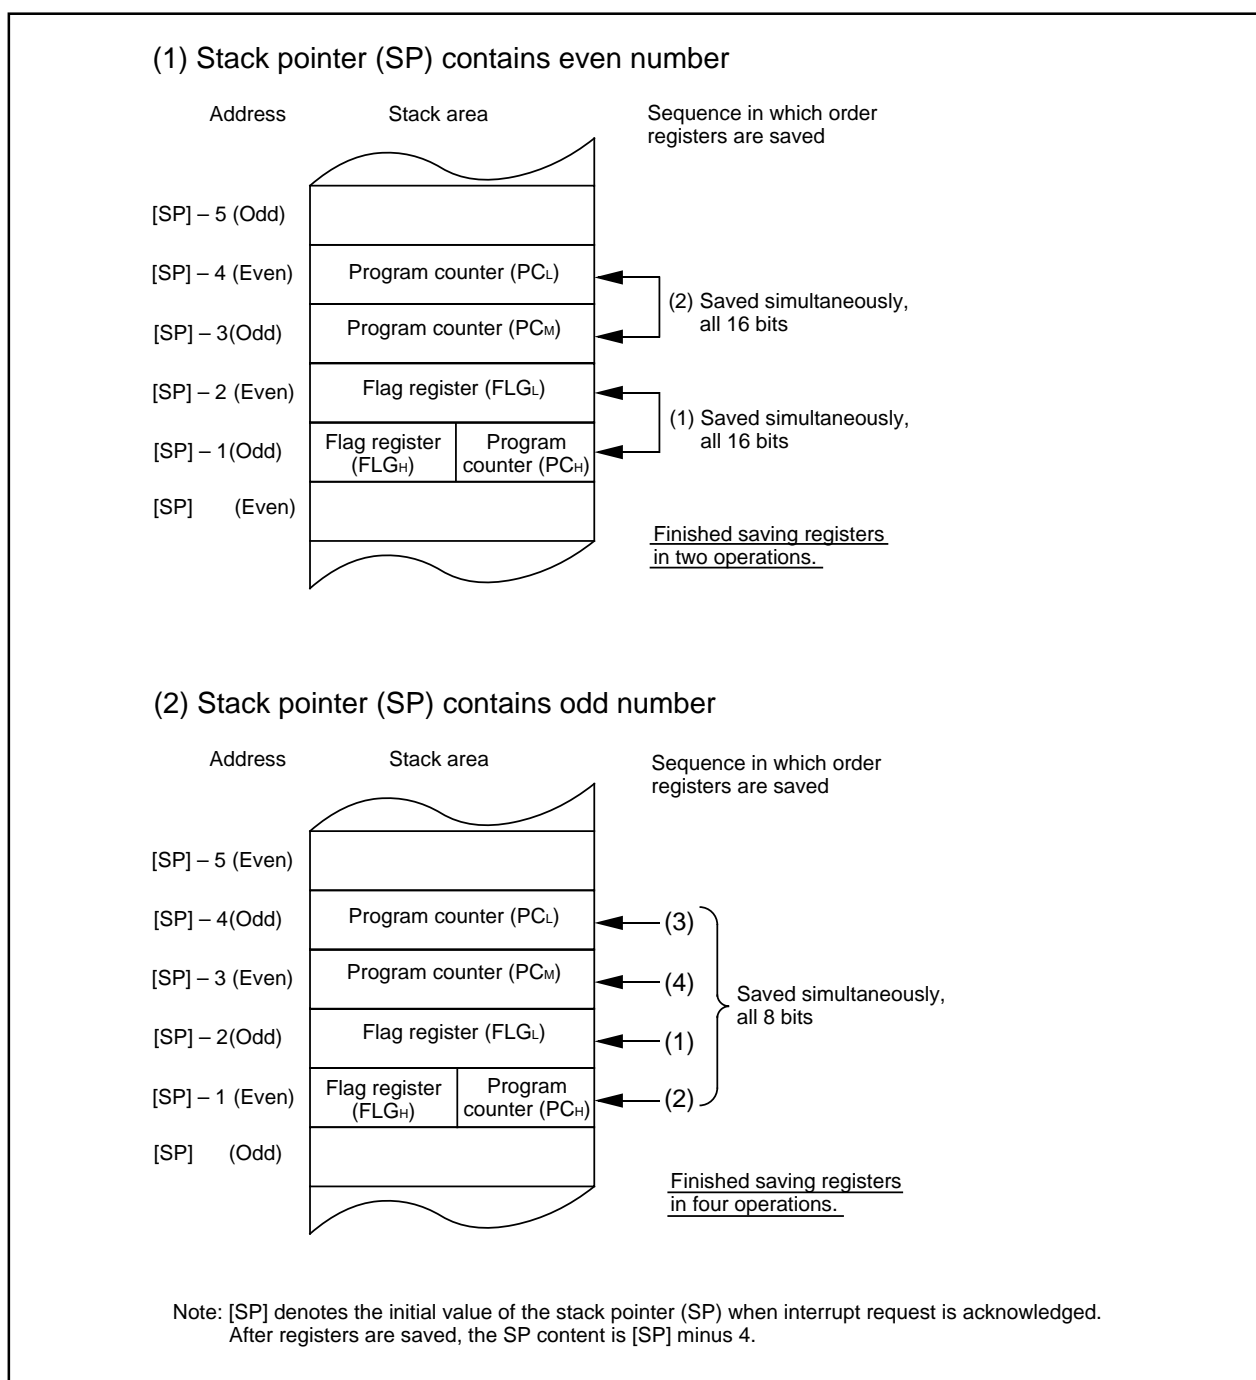 (1) Stack pointer (SP) contains even number
Address
Stack area
Sequence in which order
registers are saved
[SP] – 5 (Odd)
[SP] – 4 (Even)
Program counter (PCL)
[SP] – 3(Odd)
Program counter (PCM)
(2) Saved simultaneously,
all 16 bits
[SP] – 2 (Even)
Flag register (FLGL)
[SP] – 1(Odd)
Flag register
(FLGH)
Program
counter (PCH)
(1) Saved simultaneously,
all 16 bits
[SP] (Even)
Finished saving registers
in two operations.
(2) Stack pointer (SP) contains odd number
Address
Stack area
Sequence in which order
registers are saved
[SP] – 5 (Even)
[SP] – 4(Odd)
Program counter (PCL)
(3)
[SP] – 3 (Even)
Program counter (PCM)
(4)
Saved simultaneously,
all 8 bits
[SP] – 2(Odd)
Flag register (FLGL)
(1)
[SP] – 1 (Even)
Flag register
(FLGH)
Program
counter (PCH)
(2)
[SP] (Odd)
Finished saving registers
in four operations.
Note: [SP] denotes the initial value of the stack pointer (SP) when interrupt request is acknowledged.
After registers are saved, the SP content is [SP] minus 4.